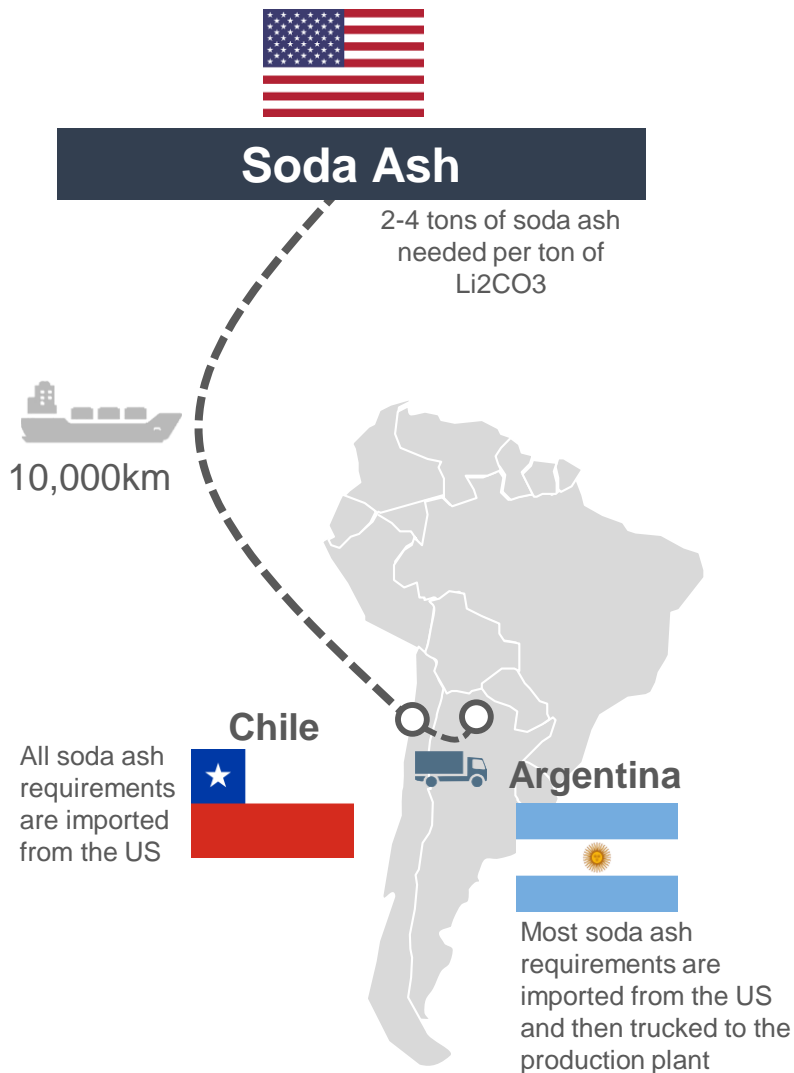 Soda Ash
2-4 tons of soda ash
needed per ton of
Li2CO3
10,000km
Chile
All soda ash
requirements
are imported
from the US
Argentina
Most soda ash
requirements are
imported from the US
and then trucked to the
production plant